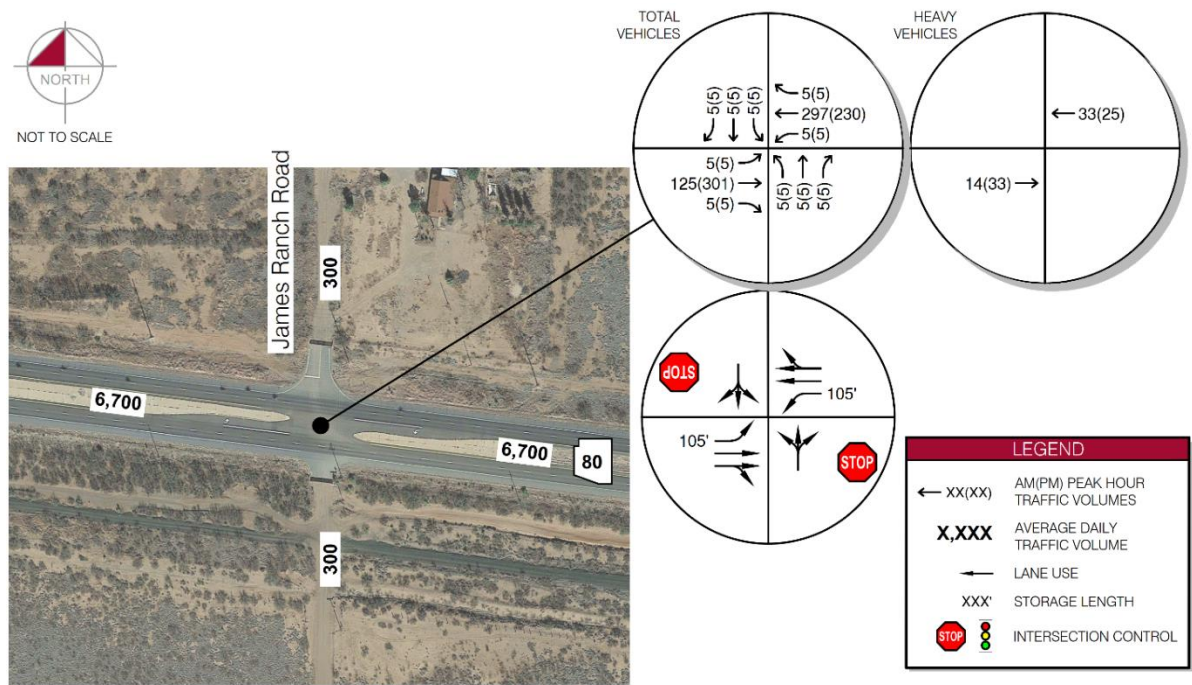 NORTH
NOT TO SCALE
TOTAL
VEHICLES
5(5) 5(5) 5(5)
5(5)
297(230)
5(5)
5(5)
125(301)
5(5)
5(5) 5(5) 5(5)
HEAVY
VEHICLES
33(25)
14(33)
James Ranch Road
300
6,700
6,700
80
300
STOP
105'
105'
STOP
LEGEND
XX(XX)
AM(PM) PEAK HOUR
TRAFFIC VOLUMES
X,XXX
AVERAGE DAILY
TRAFFIC VOLUME
LANE USE
XXX'
STORAGE LENGTH
STOP
INTERSECTION CONTROL